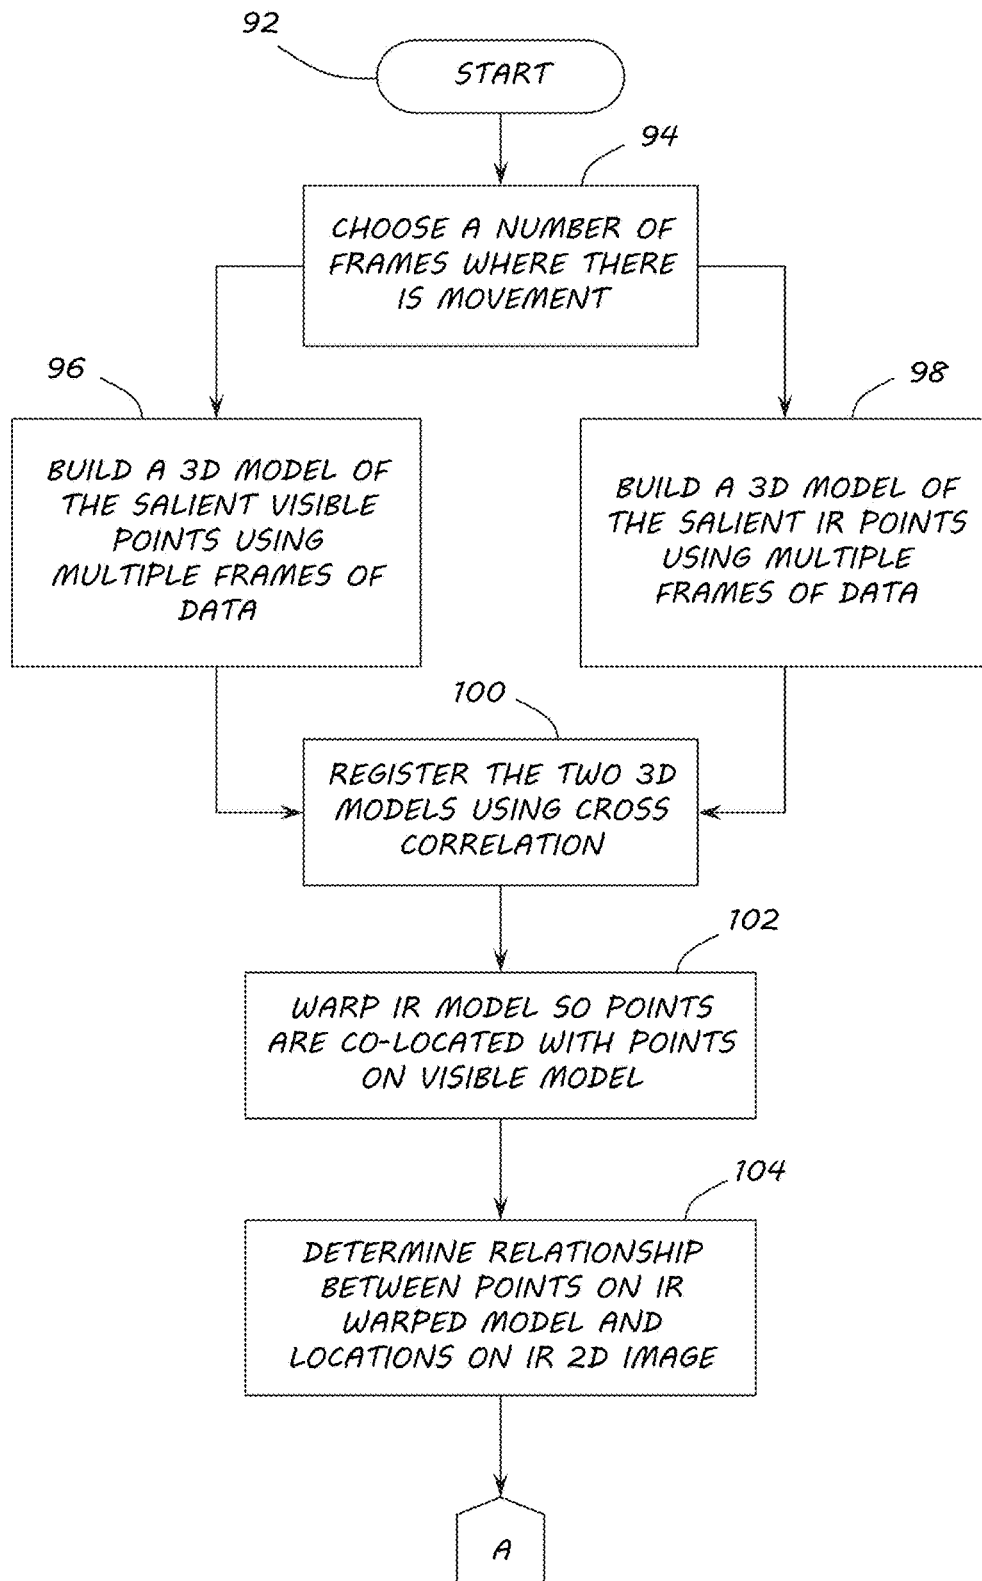 92
START
94
CHOOSE A NUMBER OF
FRAMES WHERE THERE
IS MOVEMENT
96
98
BUILD A 3D MODEL OF
THE SALIENT VISIBLE
POINTS USING
MULTIPLE FRAMES OF
DATA
BUILD A 3D MODEL OF
THE SALIENT IR POINTS
USING MULTIPLE
FRAMES OF DATA
100
REGISTER THE TWO 3D
MODELS USING CROSS
CORRELATION
102
WARP IR MODEL SO POINTS
ARE CO-LOCATED WITH POINTS
ON VISIBLE MODEL
104
DETERMINE RELATIONSHIP
BETWEEN POINTS ON IR
WARPED MODEL AND
LOCATIONS ON IR 2D IMAGE
A